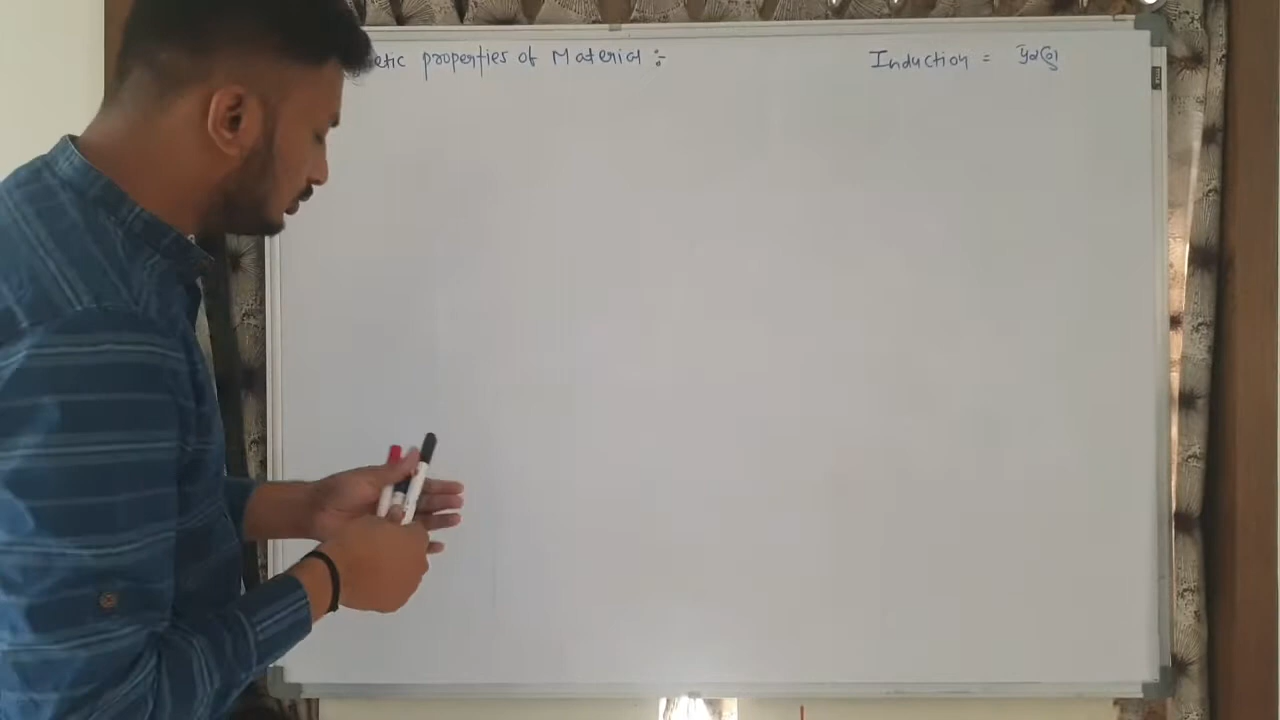 etic properties of Material :-
Induction =